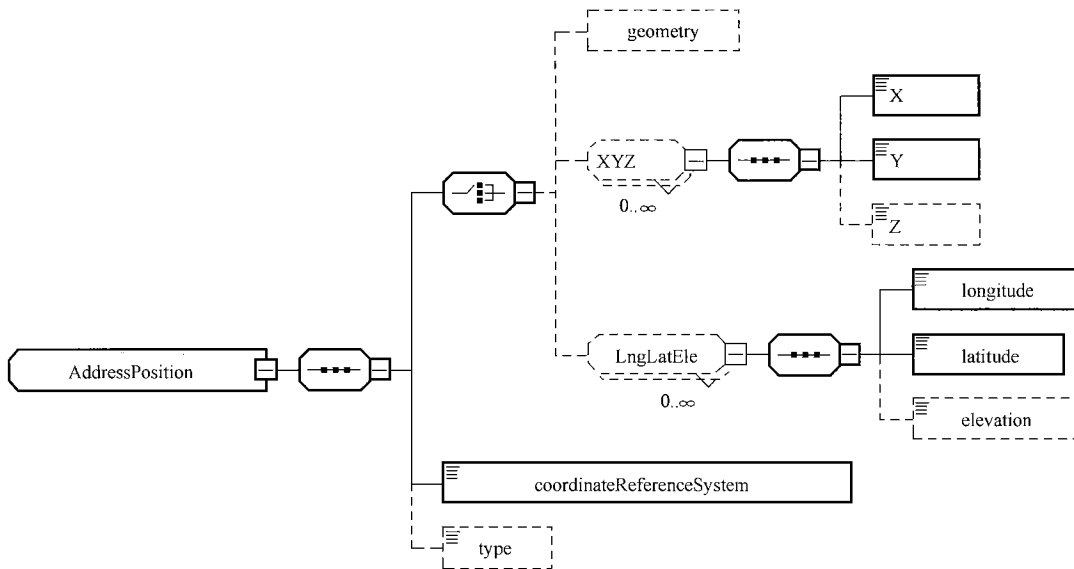 geometry
X
XYZ
Y
0..∞
Z
longitude
LngLatEle
latitude
AddressPosition
0..∞
elevation
coordinateReferenceSystem
type